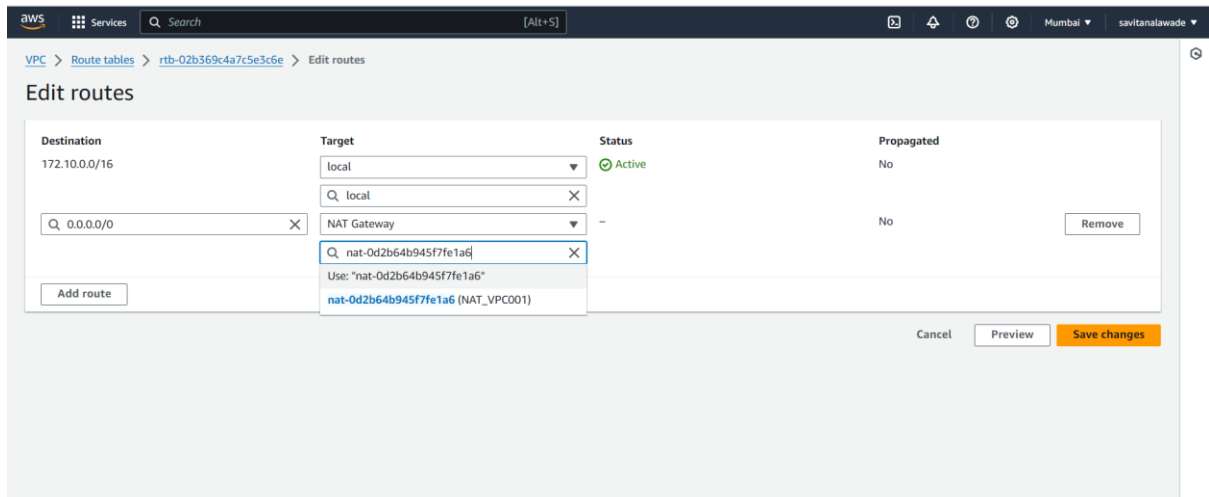 aws Services Search [Alt+S] Mumbai ▼ savitanalawade ▼
VPC > Route tables > rtb-02b369c4a7c5e3c6e > Edit routes
Edit routes
Destination Target Status Propagated
172.10.0.0/16 local Active No
local
0.0.0.0/0 NAT Gateway – No Remove
nat-0d2b64b945f7fe1a6
Use: "nat-0d2b64b945f7fe1a6"
Add route nat-0d2b64b945f7fe1a6 (NAT_VPC001)
Cancel Preview Save changes